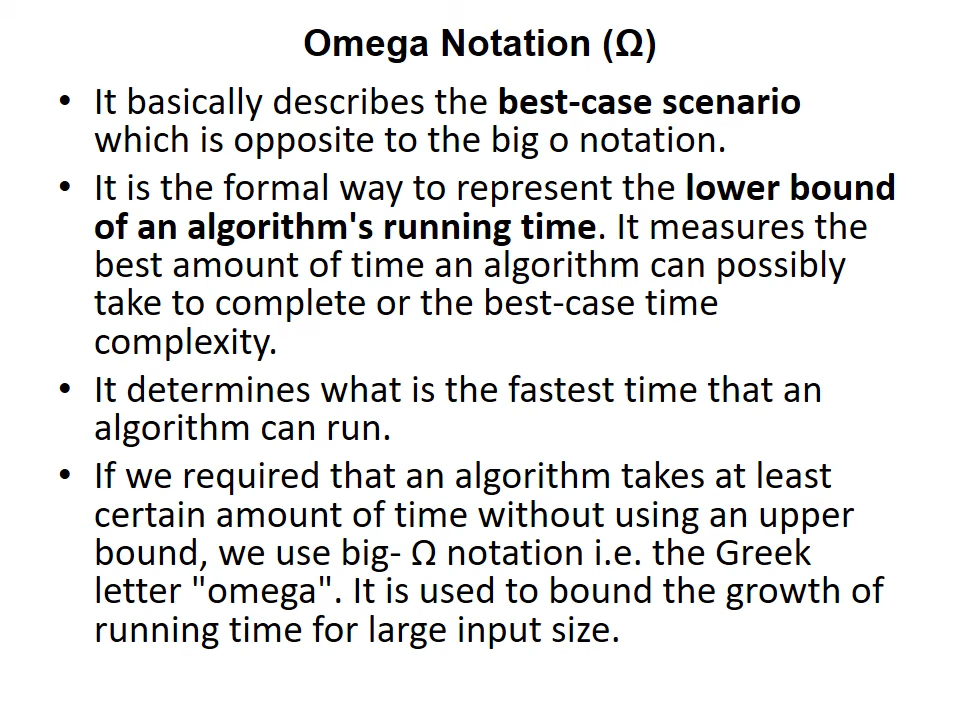 Omega Notation (Ω)
• It basically describes the best-case scenario
which is opposite to the big o notation.
• It is the formal way to represent the lower bound
of an algorithm's running time. It measures the
best amount of time an algorithm can possibly
take to complete or the best-case time
complexity.
• It determines what is the fastest time that an
algorithm can run.
• If we required that an algorithm takes at least
certain amount of time without using an upper
bound, we use big- Ω notation i.e. the Greek
letter "omega". It is used to bound the growth of
running time for large input size.